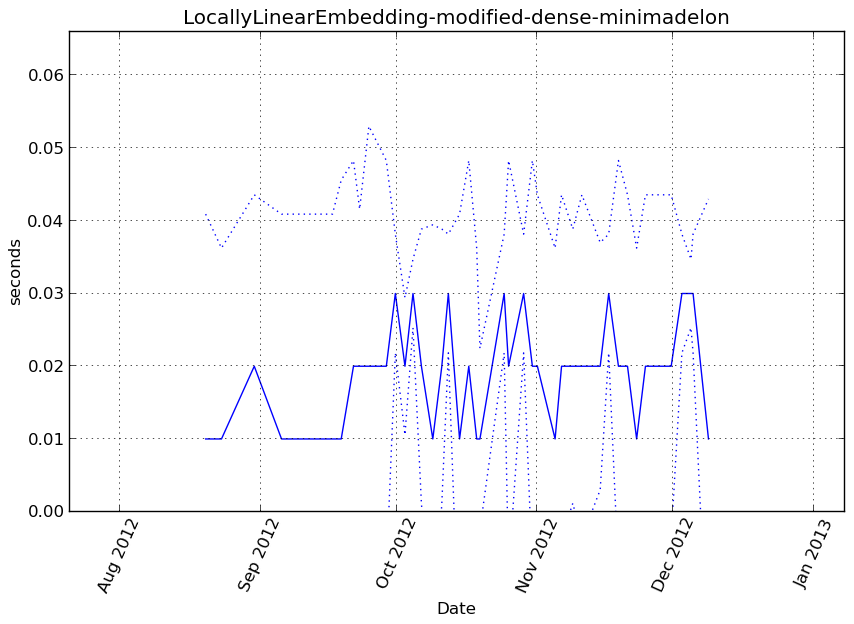 LocallyLinearEmbedding-modified-dense-minimadelon
0.06
0.05
0.04
0.03
0.02
0.01
0.00
seconds
Aug 2012
Sep 2012
Oct 2012
Nov 2012
Dec 2012
Jan 2013
Date